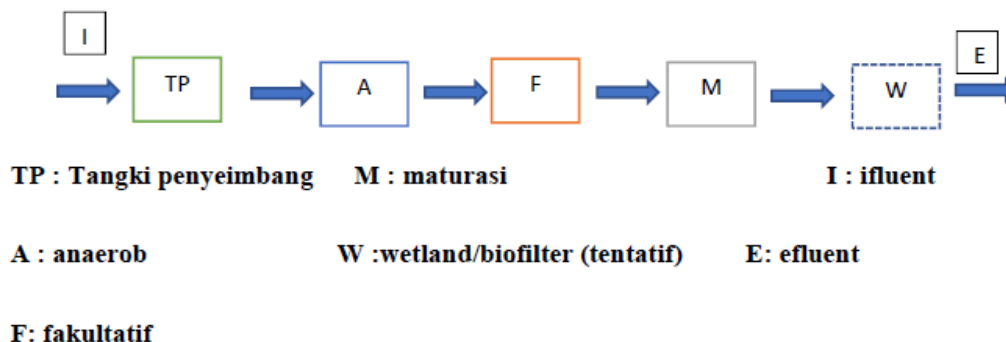 I
E
TP
A
F
M
W
TP : Tangki penyeimbang M : maturasi I : ifluent
A : anaerob W :wetland/biofilter (tentatif) E: efluent
F: fakultatif